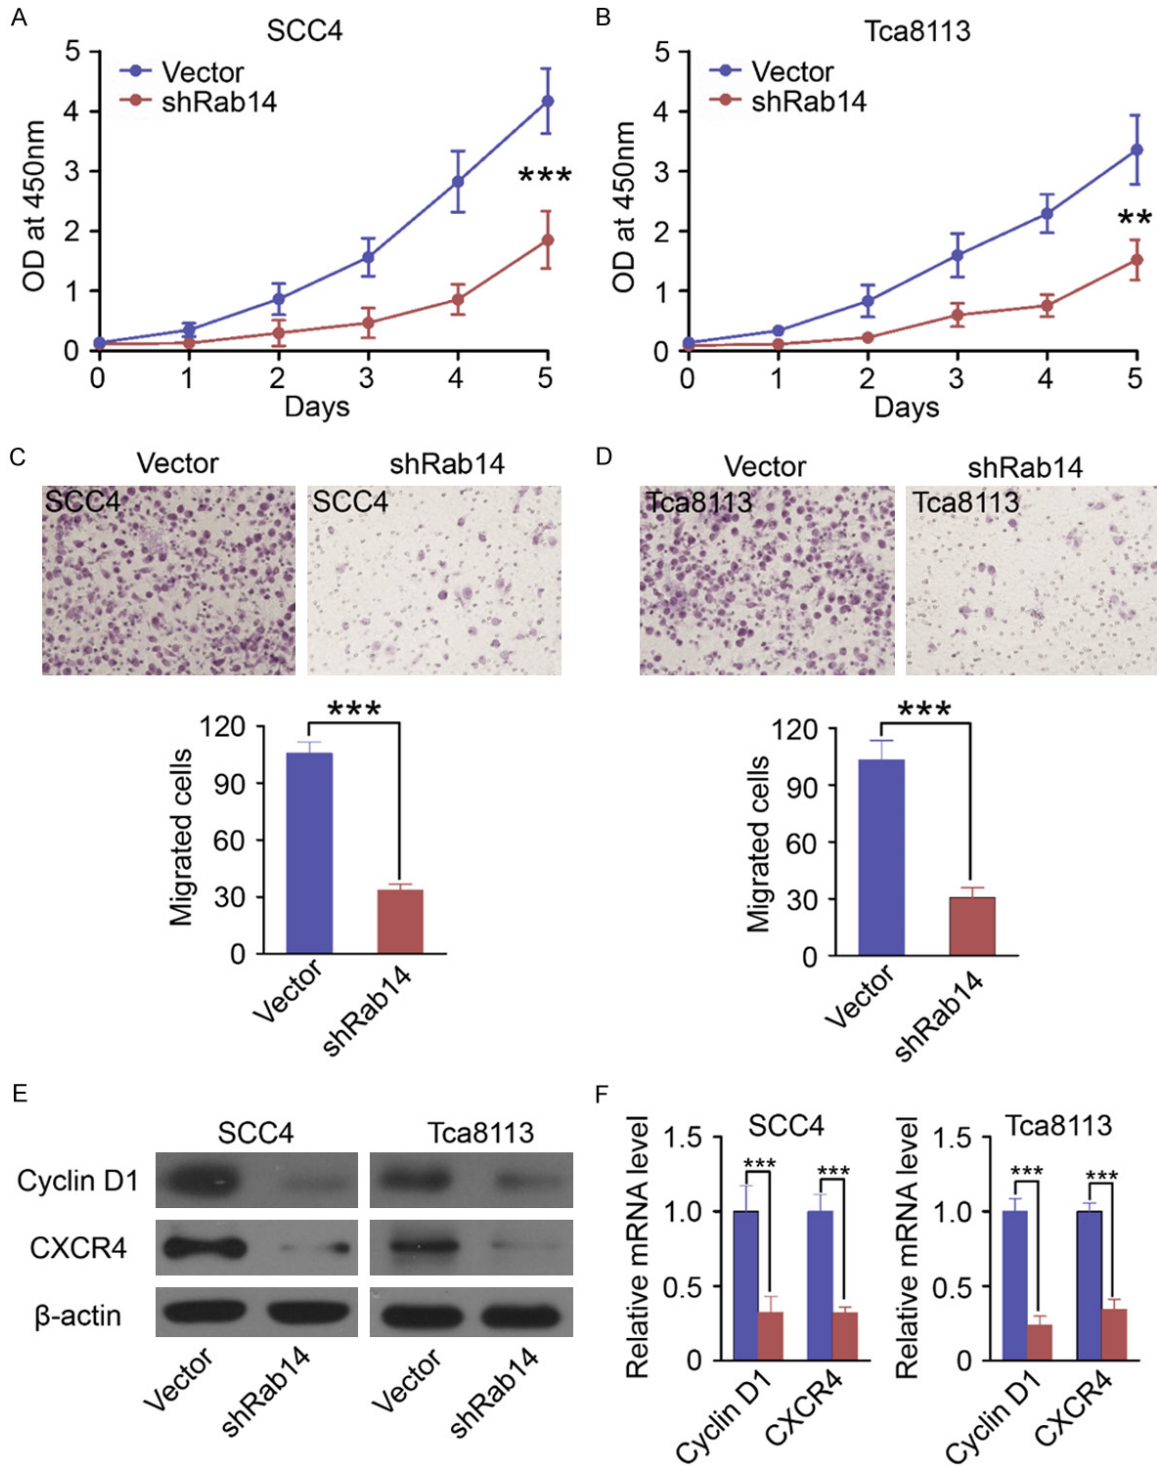 A
SCC4
5
4
3
2
1
0
OD at 450nm
Vector
shRab14
***
0 1 2 3 4 5
Days
B
Tca8113
5
4
3
2
1
0
OD at 450nm
Vector
shRab14
**
0 1 2 3 4 5
Days
C
Vector shRab14
SCC4 SCC4
***
120
90
60
30
0
Migrated cells
Vector shRab14
D
Vector shRab14
Tca8113 Tca8113
***
120
90
60
30
0
Migrated cells
Vector shRab14
E
SCC4 Tca8113
Cyclin D1
CXCR4
β-actin
Vector shRab14 Vector shRab14
F
SCC4
1.5
1.0
0.5
0
Relative mRNA level
*** ***
Cyclin D1 CXCR4
Tca8113
1.5
1.0
0.5
0
Relative mRNA level
*** ***
Cyclin D1 CXCR4